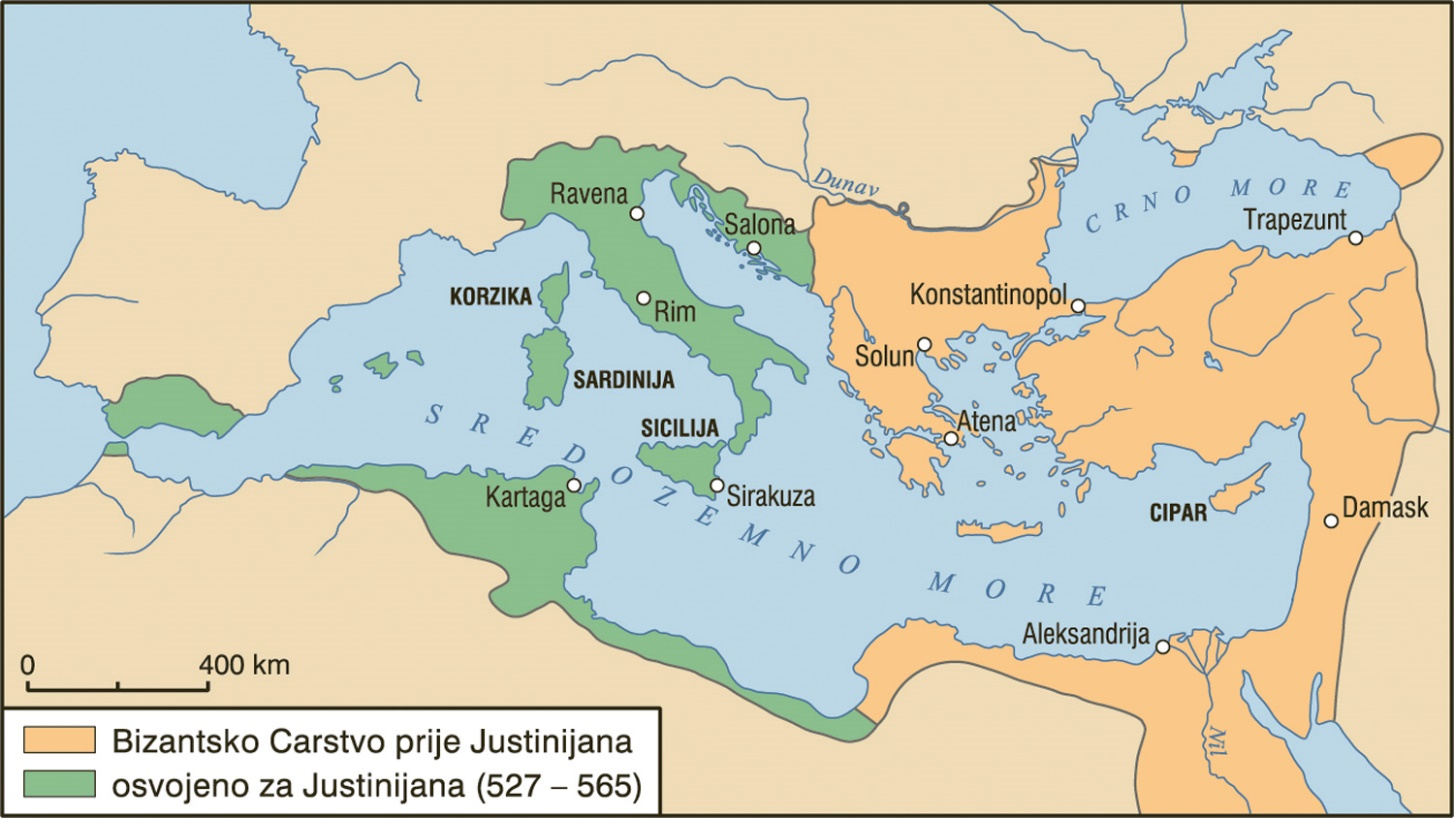 Dunav
CRNO MORE
Ravena
Salona
Trapezunt
KORZIKA
Rim
Konstantinopol
Solun
SARDINIJA
Atena
SICILIJA
SREDOZEMNO MORE
Kartaga
Sirakuza
CIPAR
Damask
Aleksandrija
Nil
0 400 km
Bizantsko Carstvo prije Justinijana
osvojeno za Justinijana (527 – 565)